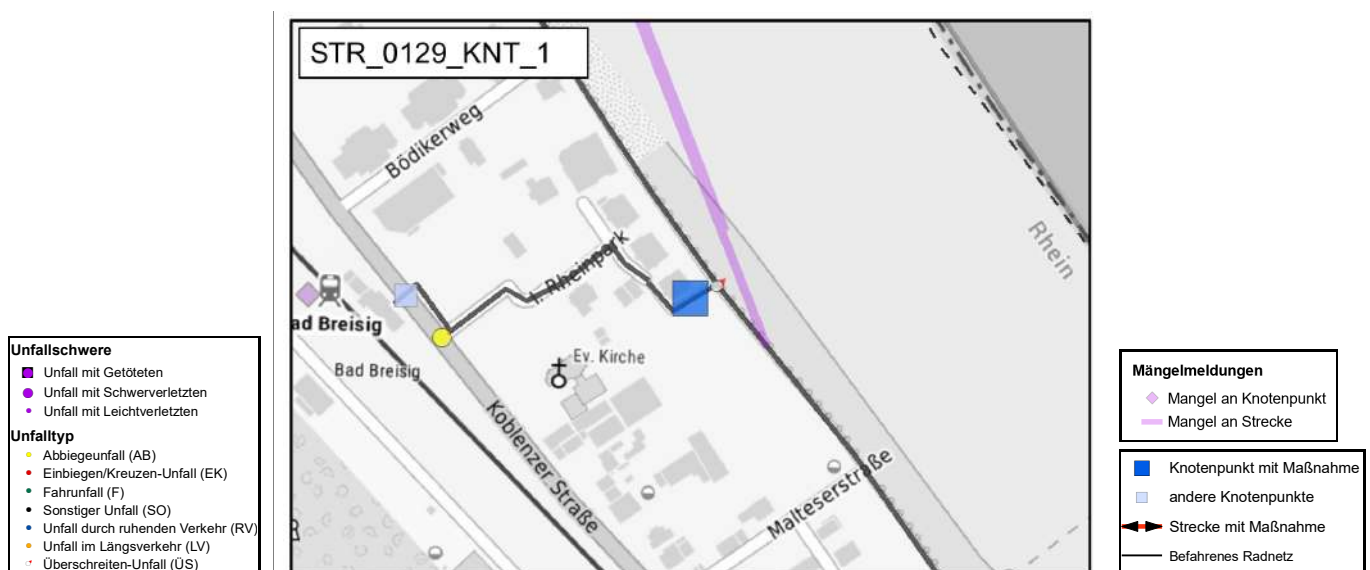 STR_0129_KNT_1
Bödikerweg
I. Rheinpark
Rhein
ad Breisig
Bad Breisig
Ev. Kirche
Koblenzer Straße
Malteserstraße
Unfallschwere
Unfall mit Getöteten
Unfall mit Schwerverletzten
Unfall mit Leichtverletzten
Unfalltyp
Abbiegeunfall (AB)
Einbiegen/Kreuzen-Unfall (EK)
Fahrunfall (F)
Sonstiger Unfall (SO)
Unfall durch ruhenden Verkehr (RV)
Unfall im Längsverkehr (LV)
Überschreiten-Unfall (ÜS)
Mängelmeldungen
Mangel an Knotenpunkt
Mangel an Strecke
Knotenpunkt mit Maßnahme
andere Knotenpunkte
Strecke mit Maßnahme
Befahrenes Radnetz